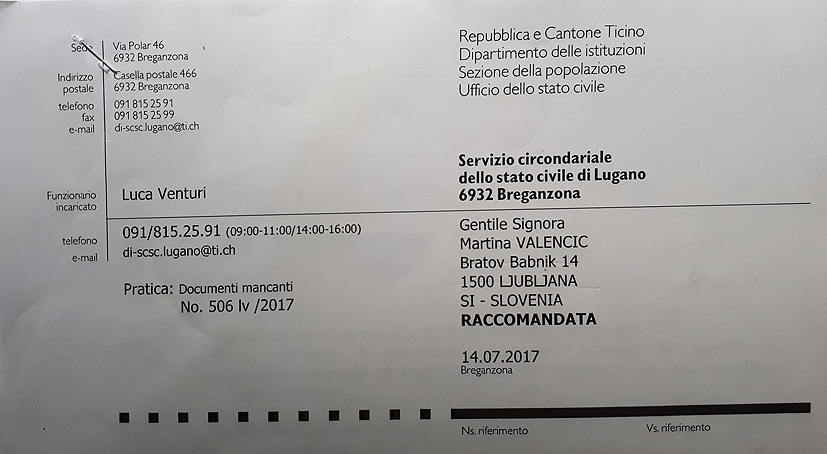 Sede
Via Polar 46
6932 Breganzona
Indirizzo
postale
Casella postale 466
6932 Breganzona
telefono
091 815 25 91
fax
091 815 25 99
e-mail
di-scsc.lugano@ti.ch
Repubblica e Cantone Ticino
Dipartimento delle istituzioni
Sezione della popolazione
Ufficio dello stato civile
Servizio circondariale
dello stato civile di Lugano
6932 Breganzona
Funzionario
incaricato
Luca Venturi
telefono
091/815.25.91 (09:00-11:00/14:00-16:00)
e-mail
di-scsc.lugano@ti.ch
Pratica: Documenti mancanti
No. 506 lv /2017
Gentile Signora
Martina VALENCIC
Bratov Babnik 14
1500 LJUBLJANA
SI - SLOVENIA
RACCOMANDATA
14.07.2017
Breganzona
Ns. riferimento
Vs. riferimento